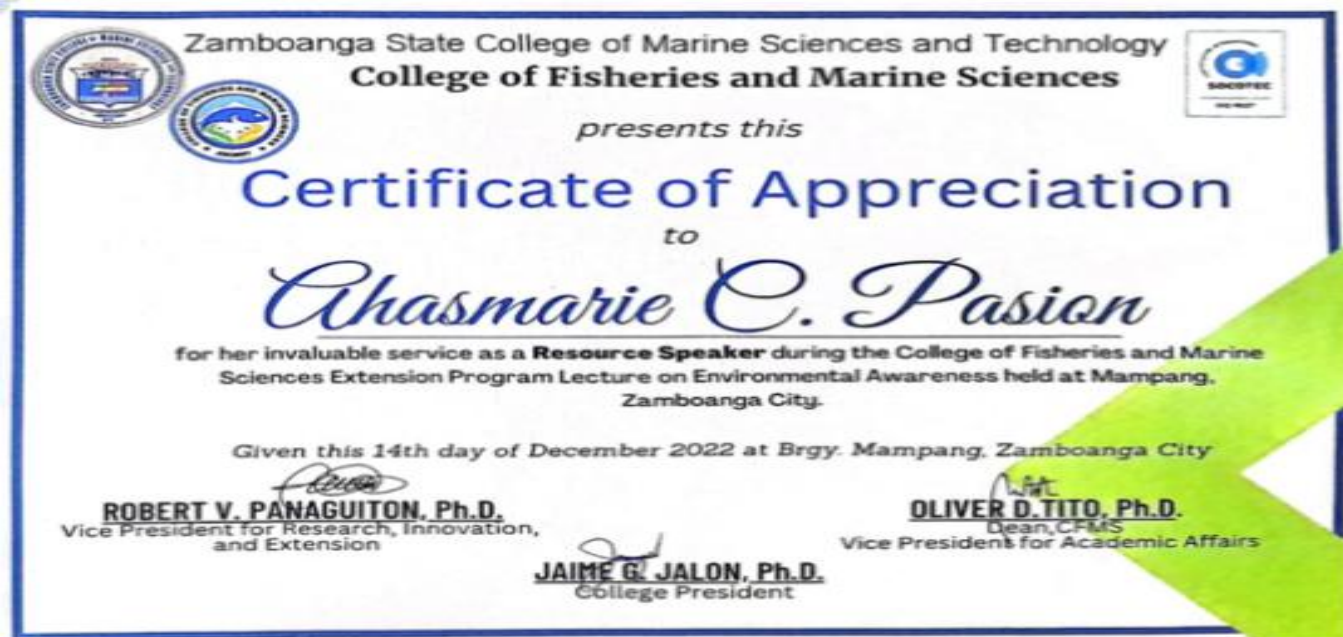 Zamboanga State College of Marine Sciences and Technology
College of Fisheries and Marine Sciences
SOCOTEC
presents this
Certificate of Appreciation
to
Ahasmarie C. Pasion
for her invaluable service as a Resource Speaker during the College of Fisheries and Marine
Sciences Extension Program Lecture on Environmental Awareness held at Mampang,
Zamboanga City.
Given this 14th day of December 2022 at Brgy. Mampang, Zamboanga City
ROBERT V. PANAGUITON, Ph.D.
Vice President for Research, Innovation,
and Extension
OLIVER D. TITO, Ph.D.
Dean, CFMS
Vice President for Academic Affairs
JAIME G. JALON, Ph.D.
College President